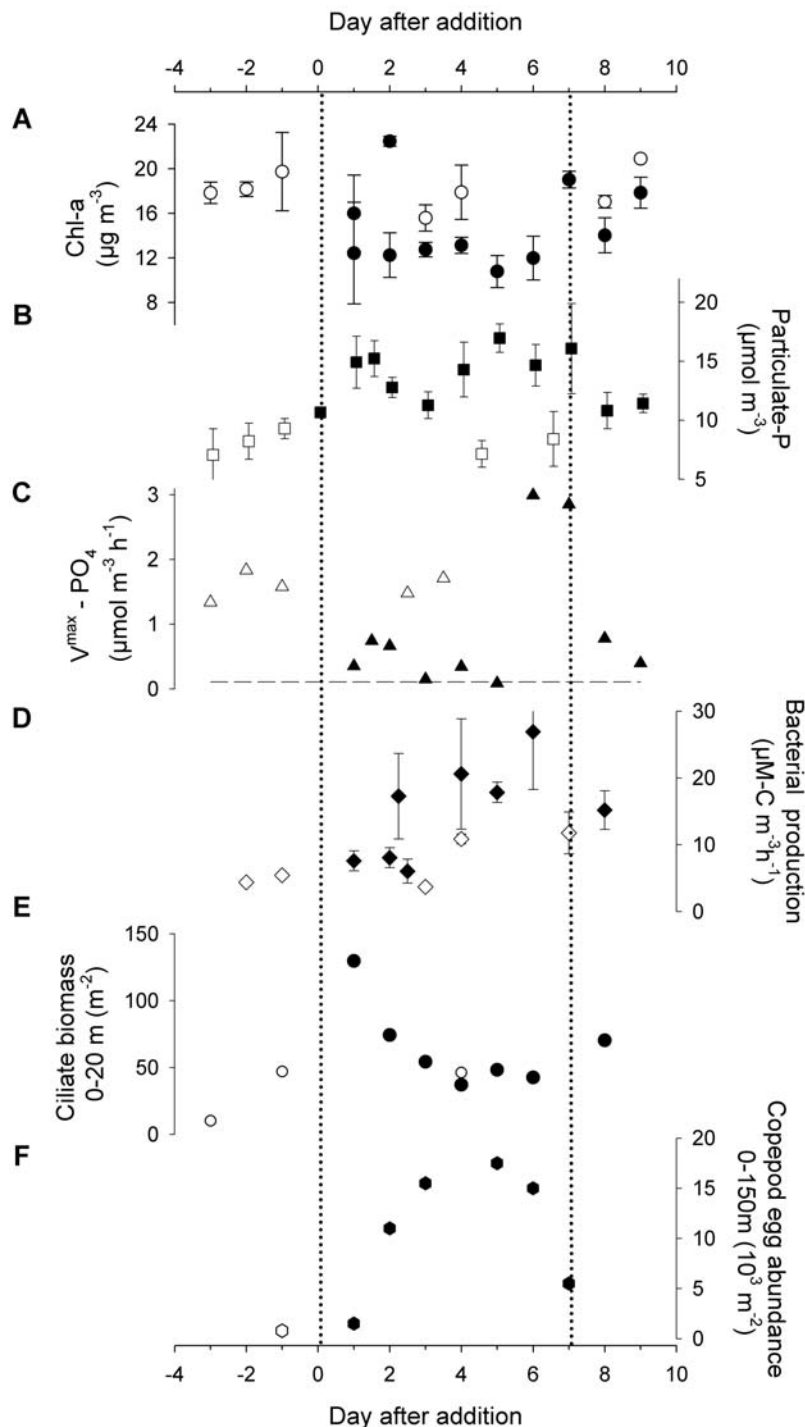 Day after addition
-4 -2 0 2 4 6 8 10
A
Chl-a
(µg m-3)
24
20
16
12
8
B
Particulate-P
(µmol m-3)
20
15
10
5
C
Vmax - PO4
(µmol m-3 h-1)
3
2
1
0
D
Bacterial production
(µM-C m-3h-1)
30
20
10
0
E
Ciliate biomass
0-20 m (m-2)
150
100
50
0
F
Copepod egg abundance
0-150m (103 m-2)
20
15
10
5
0
-4 -2 0 2 4 6 8 10
Day after addition